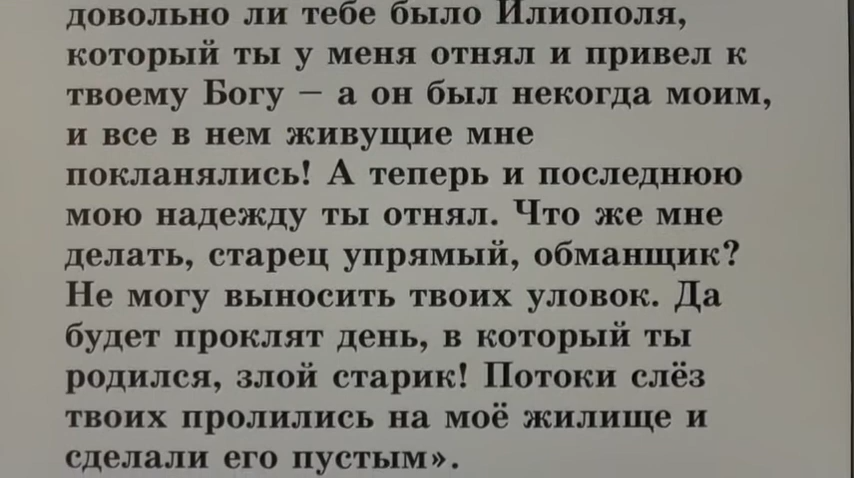 довольно ли тебе было Илиополя,
который ты у меня отнял и привел к
твоему Богу – а он был некогда моим,
и все в нем живущие мне
покланялись! А теперь и последнюю
мою надежду ты отнял. Что же мне
делать, старец упрямый, обманщик?
Не могу выносить твоих уловок. Да
будет проклят день, в который ты
родился, злой старик! Потоки слёз
твоих пролились на моё жилище и
сделали его пустым».